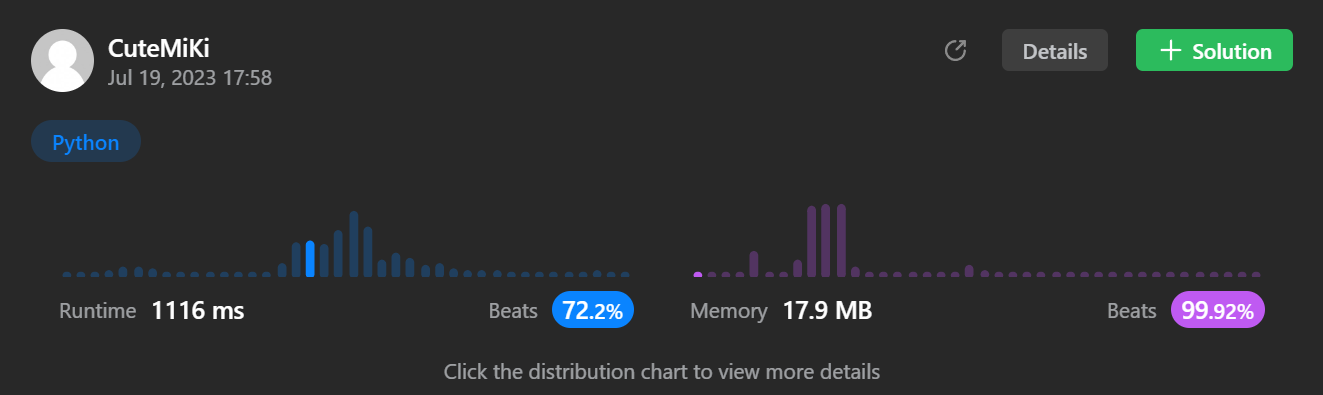 CuteMiKi
Jul 19, 2023 17:58
Details
Solution
Python
Runtime 1116 ms Beats 72.2%
Memory 17.9 MB Beats 99.92%
Click the distribution chart to view more details